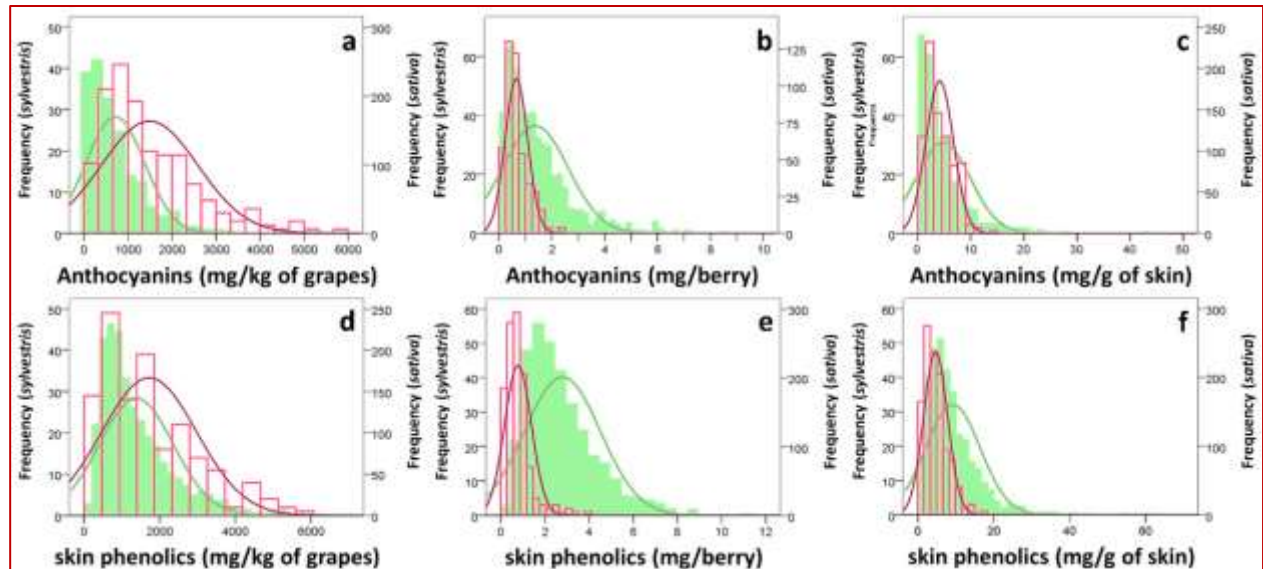 a
Frequency (sylvestris)
50
40
30
20
10
0
300
200
100
0
Frequency (sativa)
0 1000 2000 3000 4000 5000 6000
Anthocyanins (mg/kg of grapes)
b
Frequency (sylvestris)
60
40
20
0
125
100
75
50
25
0
Frequency (sativa)
0 2 4 6 8 10
Anthocyanins (mg/berry)
c
Frequency (sylvestris)
60
40
20
0
250
200
150
100
50
0
Frequency (sativa)
0 10 20 30 40 50
Anthocyanins (mg/g of skin)
d
Frequency (sylvestris)
50
40
30
20
10
0
250
200
150
100
50
0
Frequency (sativa)
0 2000 4000 6000
skin phenolics (mg/kg of grapes)
e
Frequency (sylvestris)
60
50
40
30
20
10
0
300
200
100
0
Frequency (sativa)
0 2 4 6 8 10 12
skin phenolics (mg/berry)
f
Frequency (sylvestris)
60
50
40
30
20
10
0
300
200
100
0
Frequency (sativa)
0 20 40 60
skin phenolics (mg/g of skin)